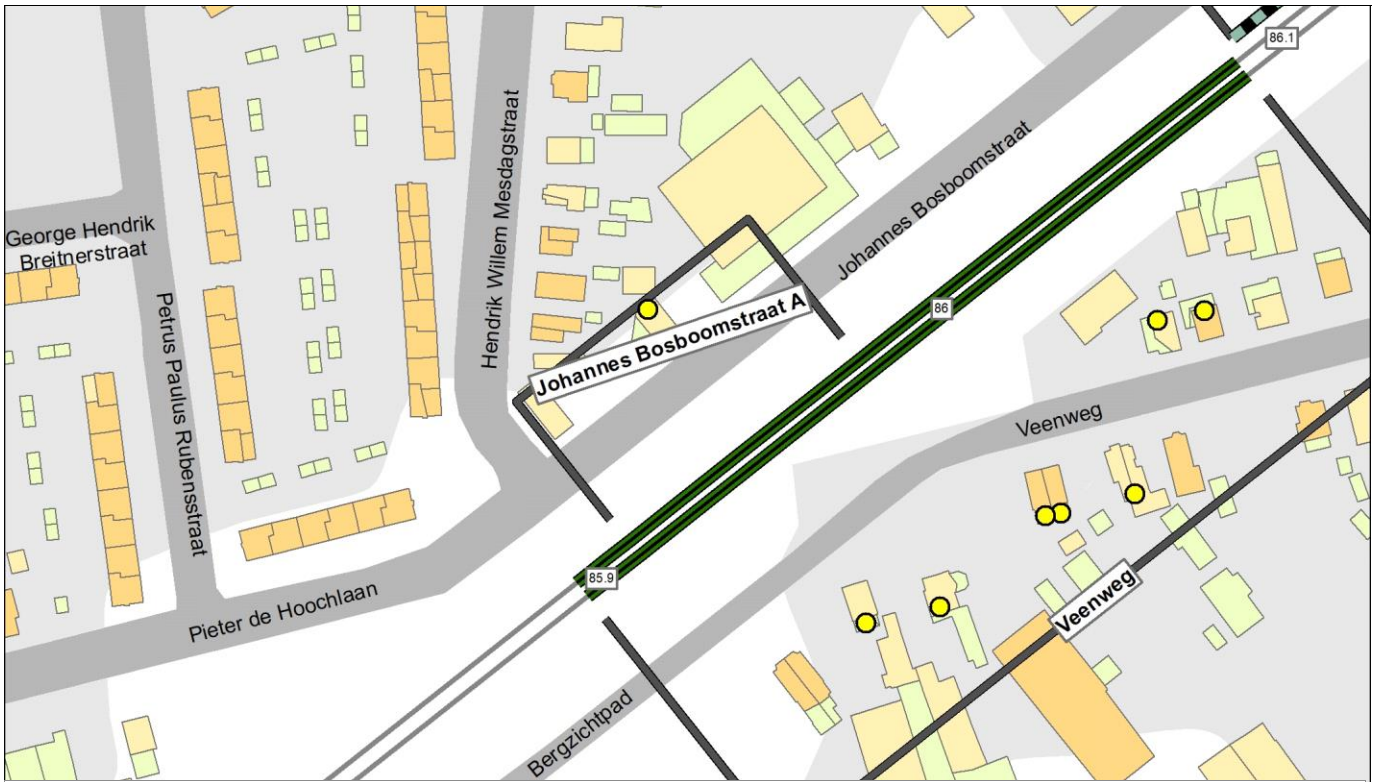 86.1
Johannes Bosboomstraat
Hendrik Willem Mesdagstraat
George Hendrik
Breitnerstraat
Petrus Paulus Rubensstraat
Johannes Bosboomstraat A
86
Veenweg
85.9
Pieter de Hoochlaan
Veenweg
Bergzichtpad